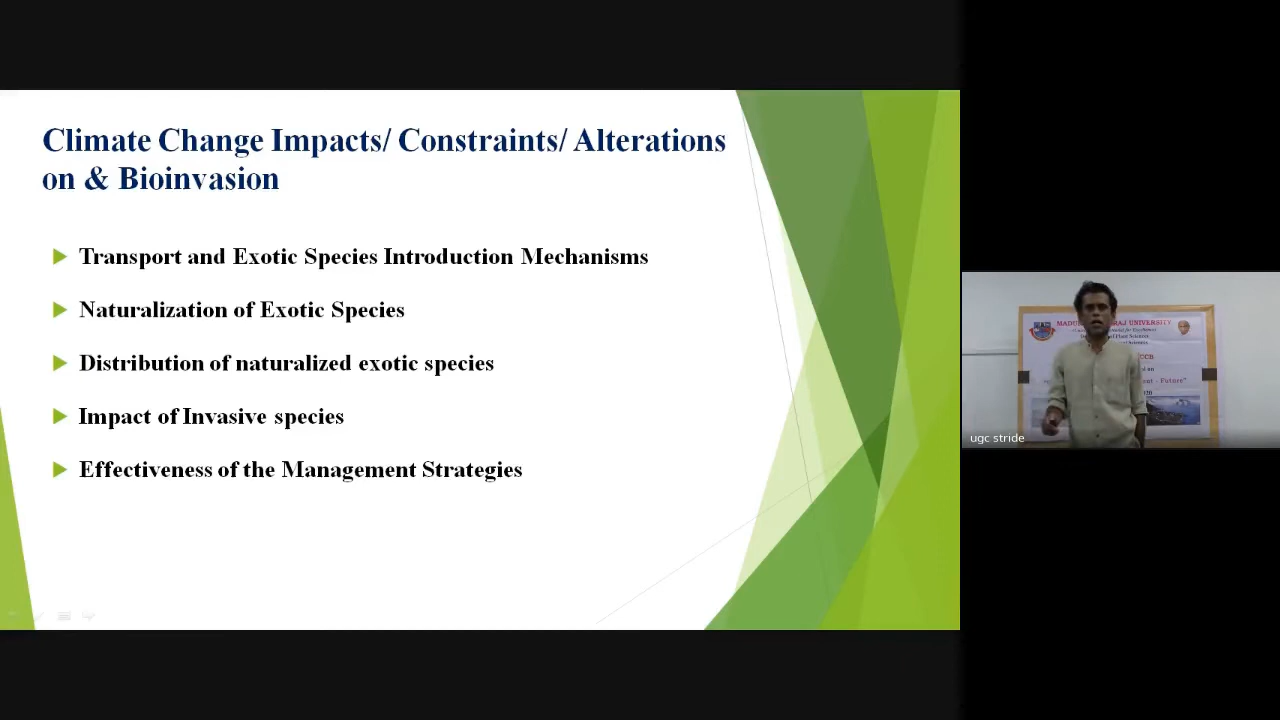 Climate Change Impacts/ Constraints/ Alterations
on & Bioinvasion
Transport and Exotic Species Introduction Mechanisms
Naturalization of Exotic Species
Distribution of naturalized exotic species
Impact of Invasive species
Effectiveness of the Management Strategies
UNIVERSITY
ugc stride